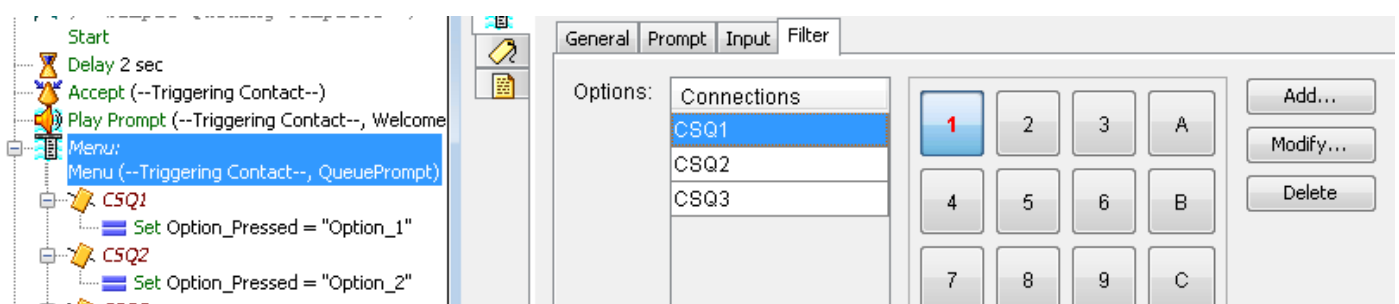 Start
Delay 2 sec
Accept (--Triggering Contact--)
Play Prompt (--Triggering Contact--, Welcome
Menu:
Menu (--Triggering Contact--, QueuePrompt)
CSQ1
Set Option_Pressed = "Option_1"
CSQ2
Set Option_Pressed = "Option_2"
General Prompt Input Filter
Options:
Connections
CSQ1
CSQ2
CSQ3
1 2 3 A
4 5 6 B
7 8 9 C
Add...
Modify...
Delete